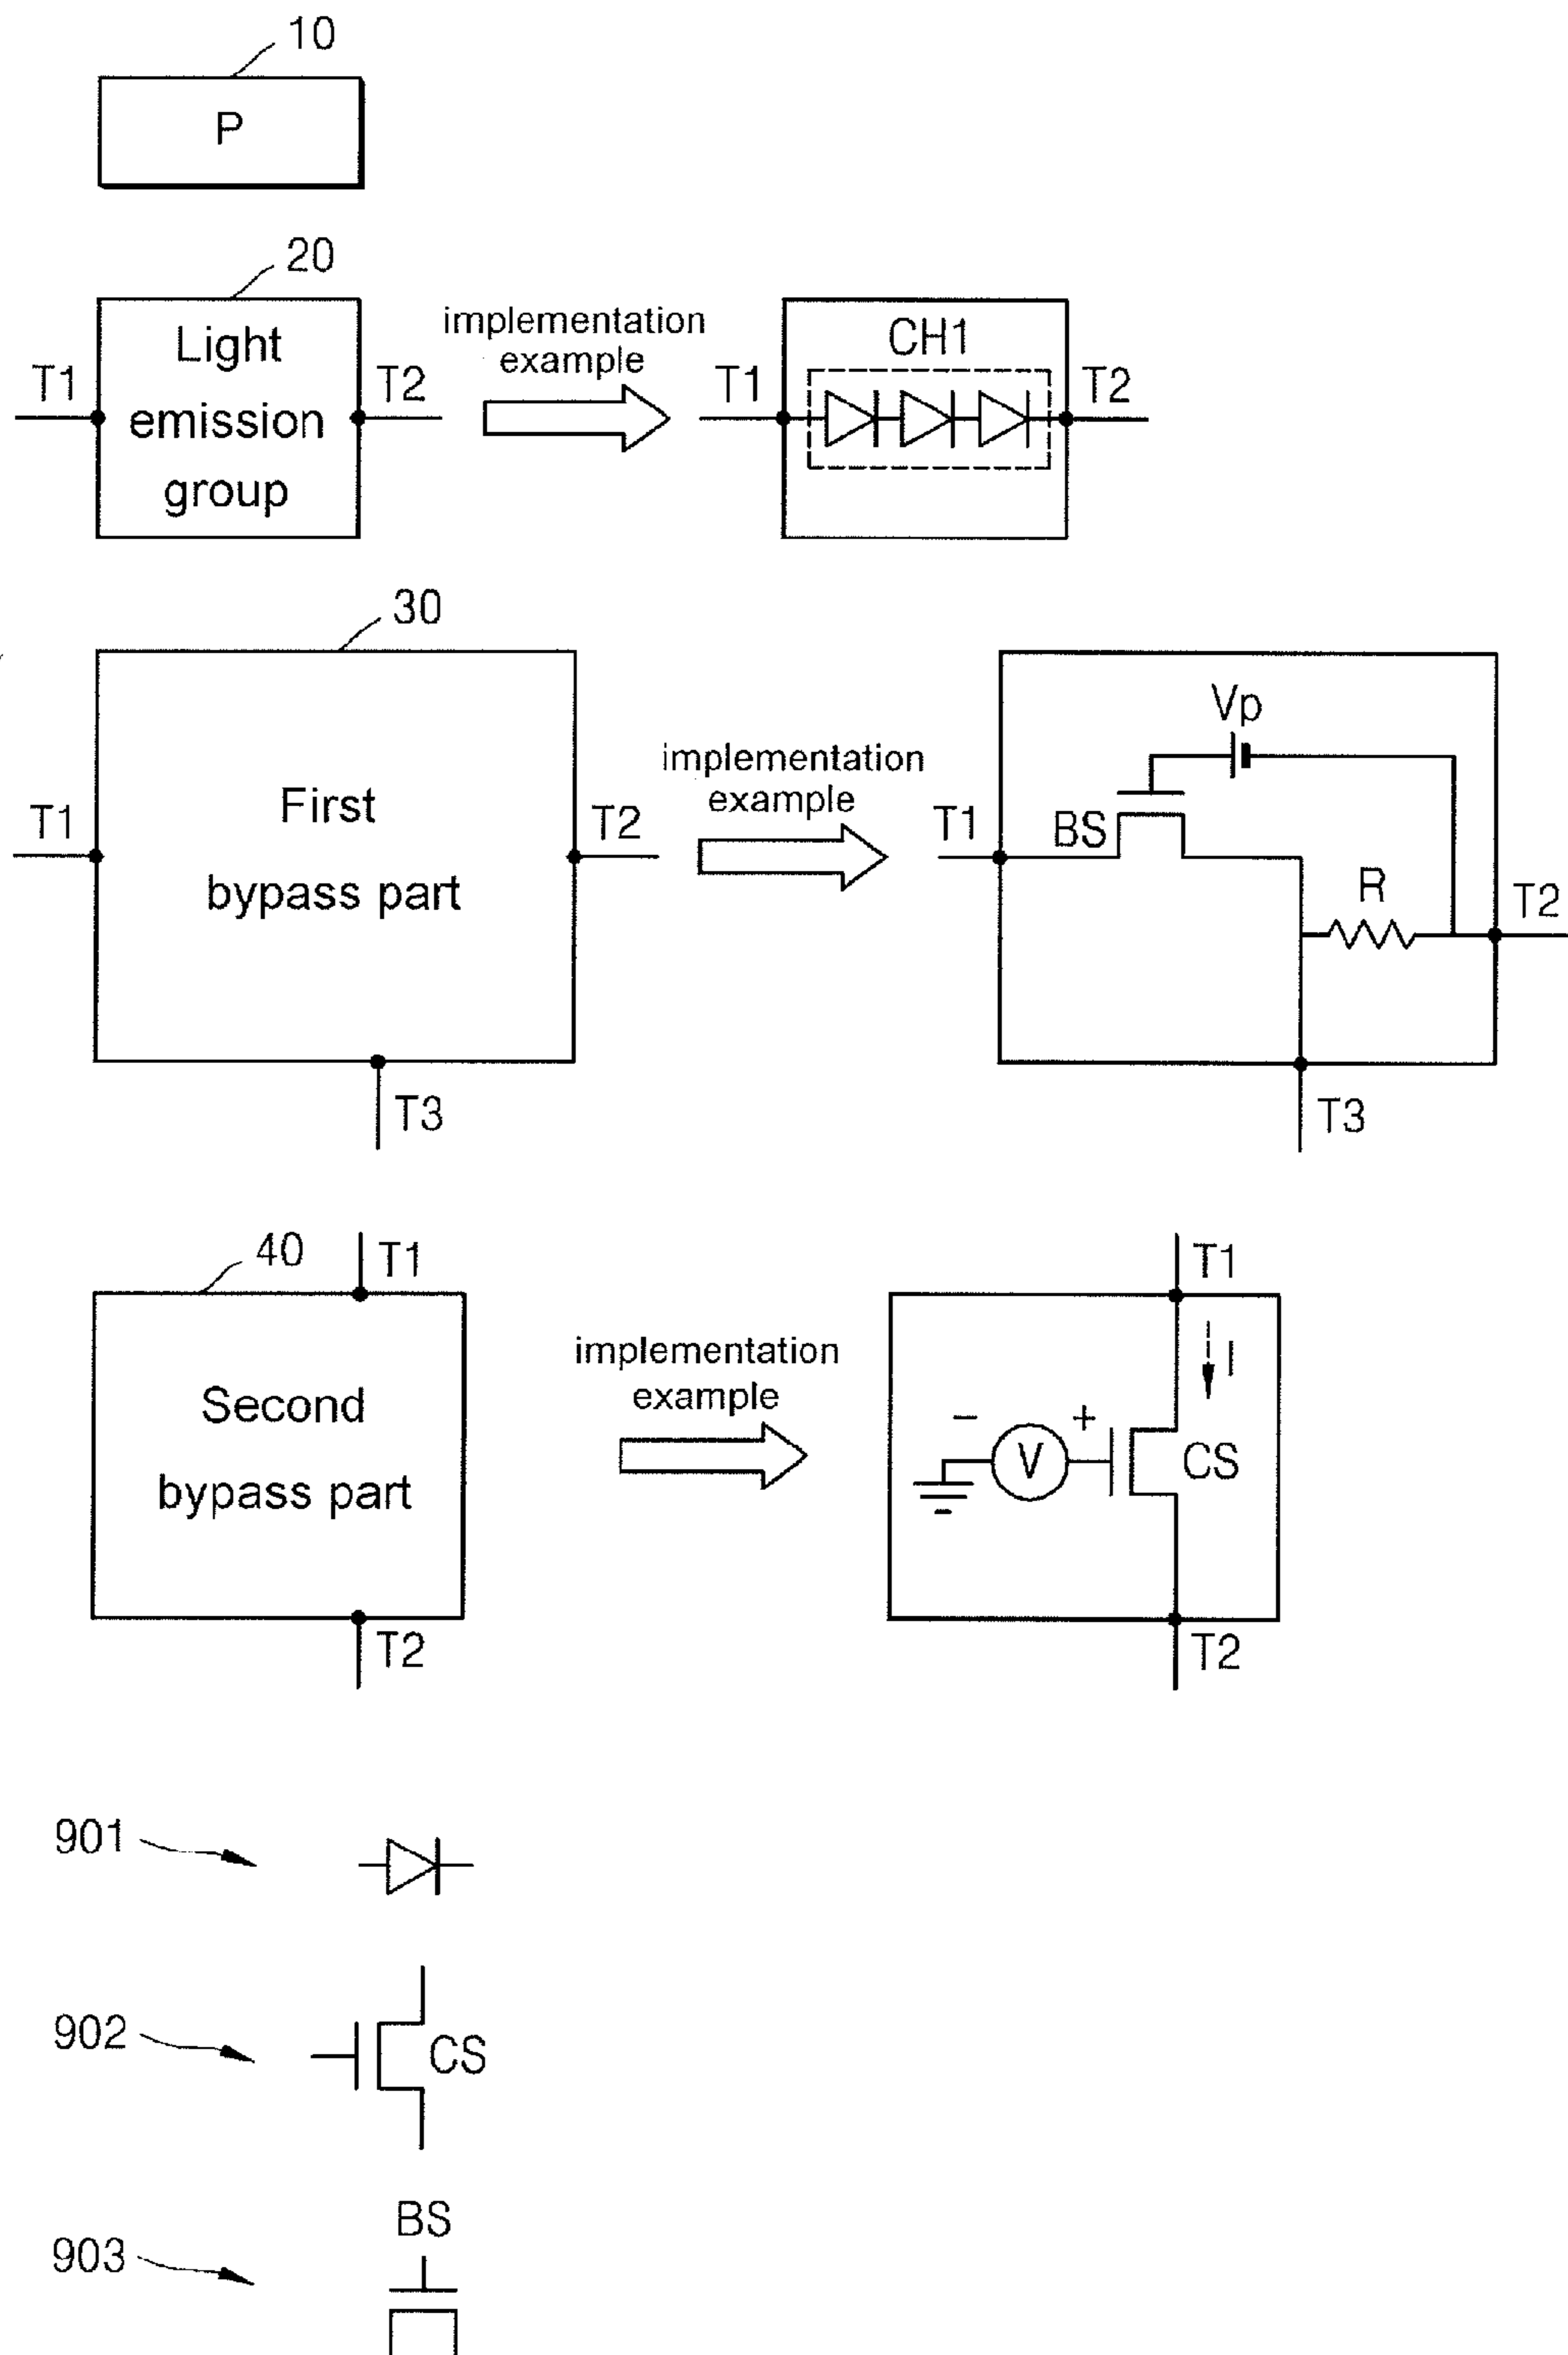 10
P
20
Light
emission
group
T1
T2
implementation
example
CH1
T1
T2
30
First
bypass part
T1
T2
T3
implementation
example
Vp
BS
R
T1
T2
T3
40
T1
Second
bypass part
T2
implementation
example
T1
I
- +
V
CS
T2
901
902
CS
BS
903